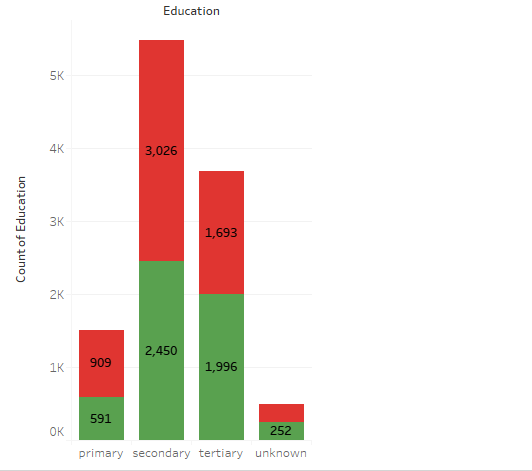 Education
Count of Education
5K
4K
3K
2K
1K
0K
909
591
3,026
2,450
1,693
1,996
252
primary
secondary
tertiary
unknown